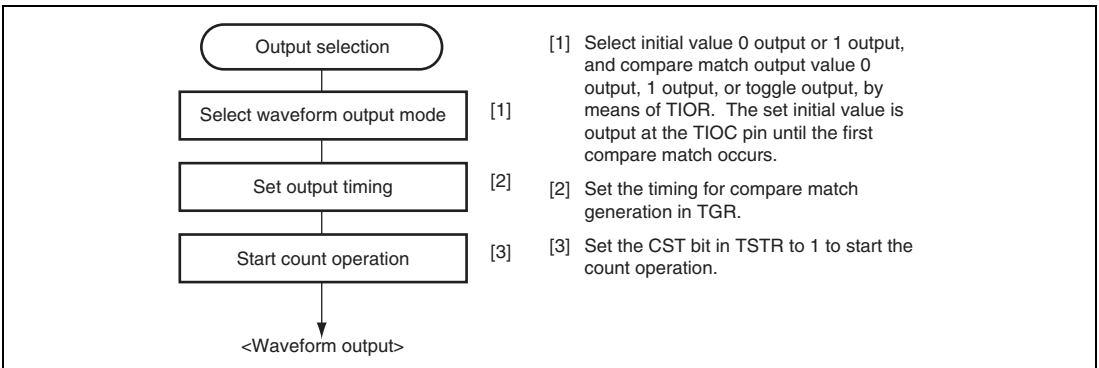 Output selection
Select waveform output mode
[1]
Set output timing
[2]
Start count operation
[3]
<Waveform output>
[1] Select initial value 0 output or 1 output,
and compare match output value 0
output, 1 output, or toggle output, by
means of TIOR. The set initial value is
output at the TIOC pin until the first
compare match occurs.
[2] Set the timing for compare match
generation in TGR.
[3] Set the CST bit in TSTR to 1 to start the
count operation.